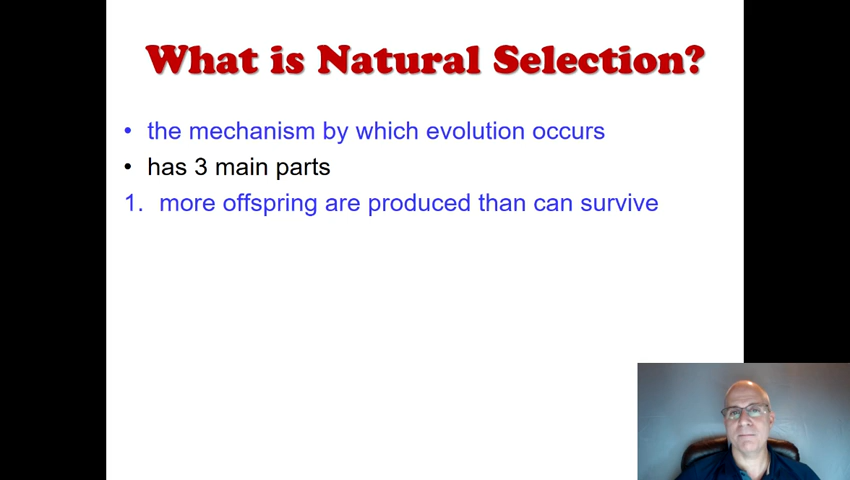 What is Natural Selection?
• the mechanism by which evolution occurs
• has 3 main parts
1. more offspring are produced than can survive